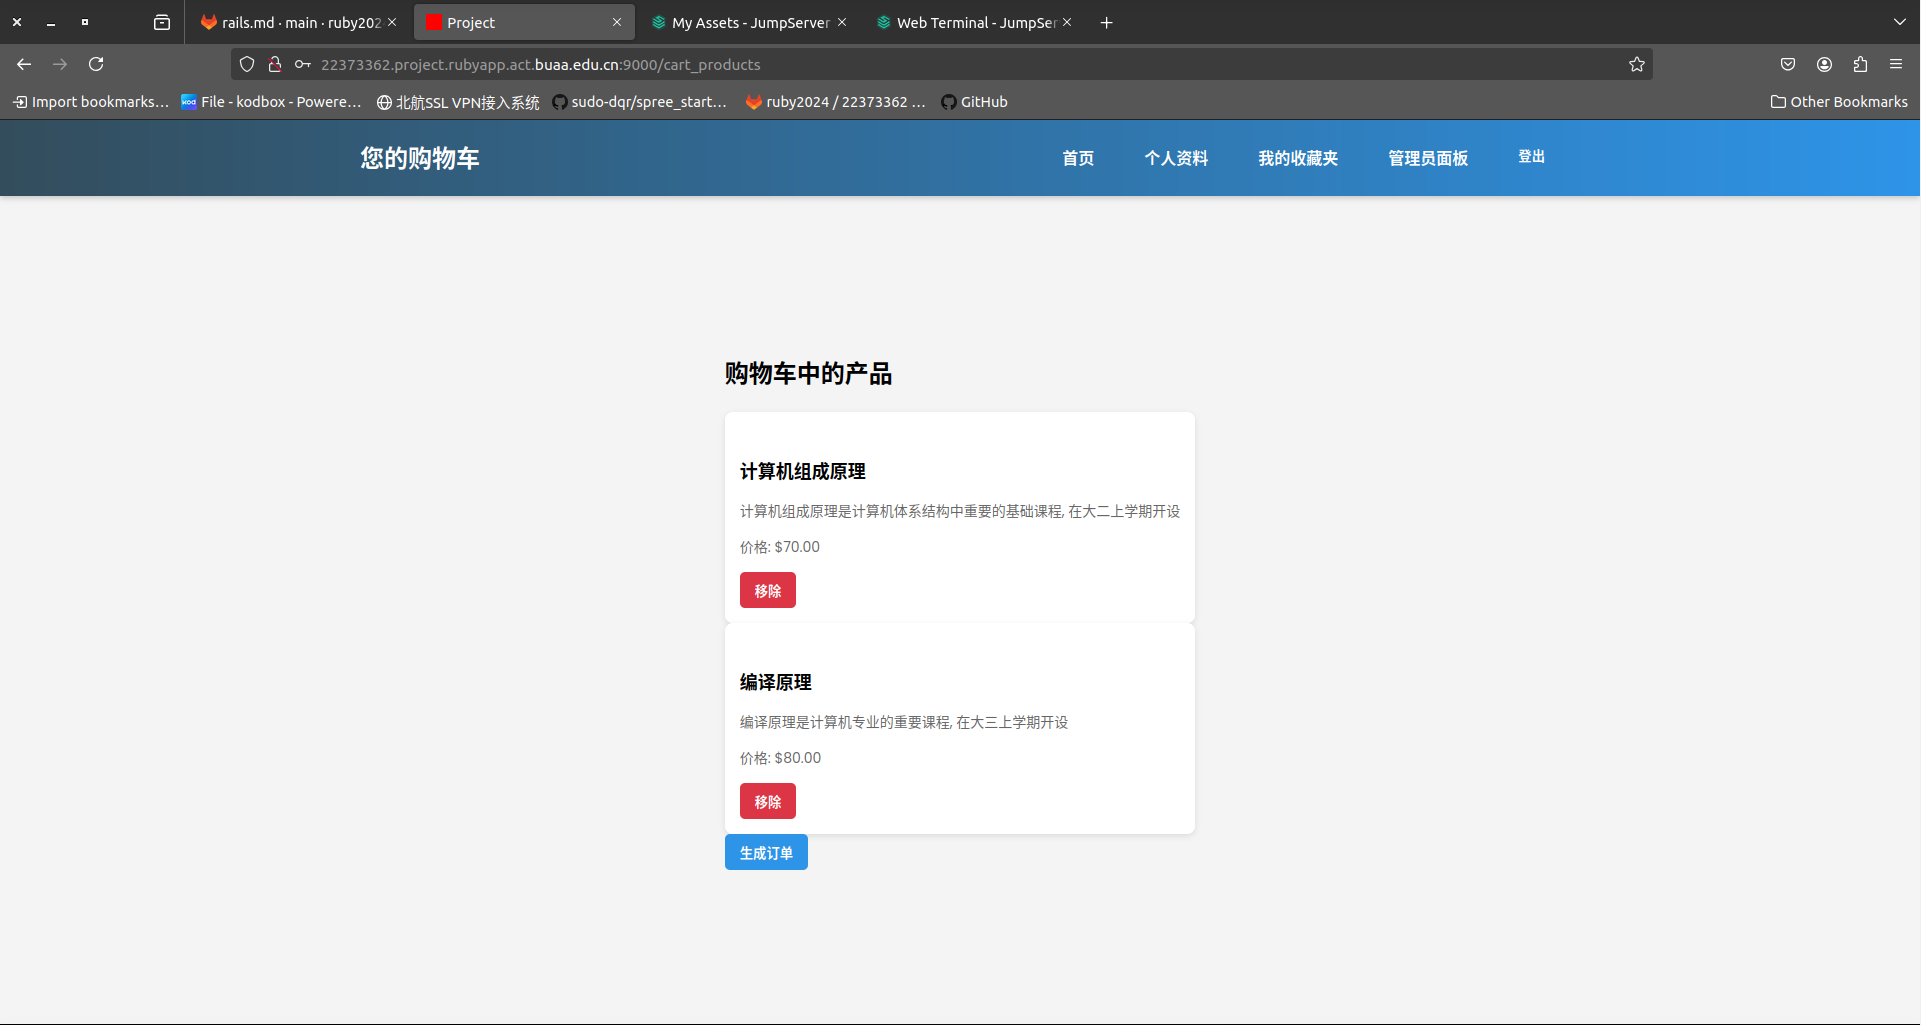 rails.md · main · ruby202
Project
My Assets - JumpServer
Web Terminal - JumpSer
22373362.project.rubyapp.act.buaa.edu.cn:9000/cart_products
Import bookmarks...
File - kodbox - Powere...
北航SSL VPN接入系统
sudo-dqr/spree_start...
ruby2024 / 22373362 ...
GitHub
Other Bookmarks
您的购物车
首页
个人资料
我的收藏夹
管理员面板
登出
购物车中的产品
计算机组成原理
计算机组成原理是计算机体系结构中重要的基础课程, 在大二上学期开设
价格: $70.00
移除
编译原理
编译原理是计算机专业的重要课程, 在大三上学期开设
价格: $80.00
移除
生成订单